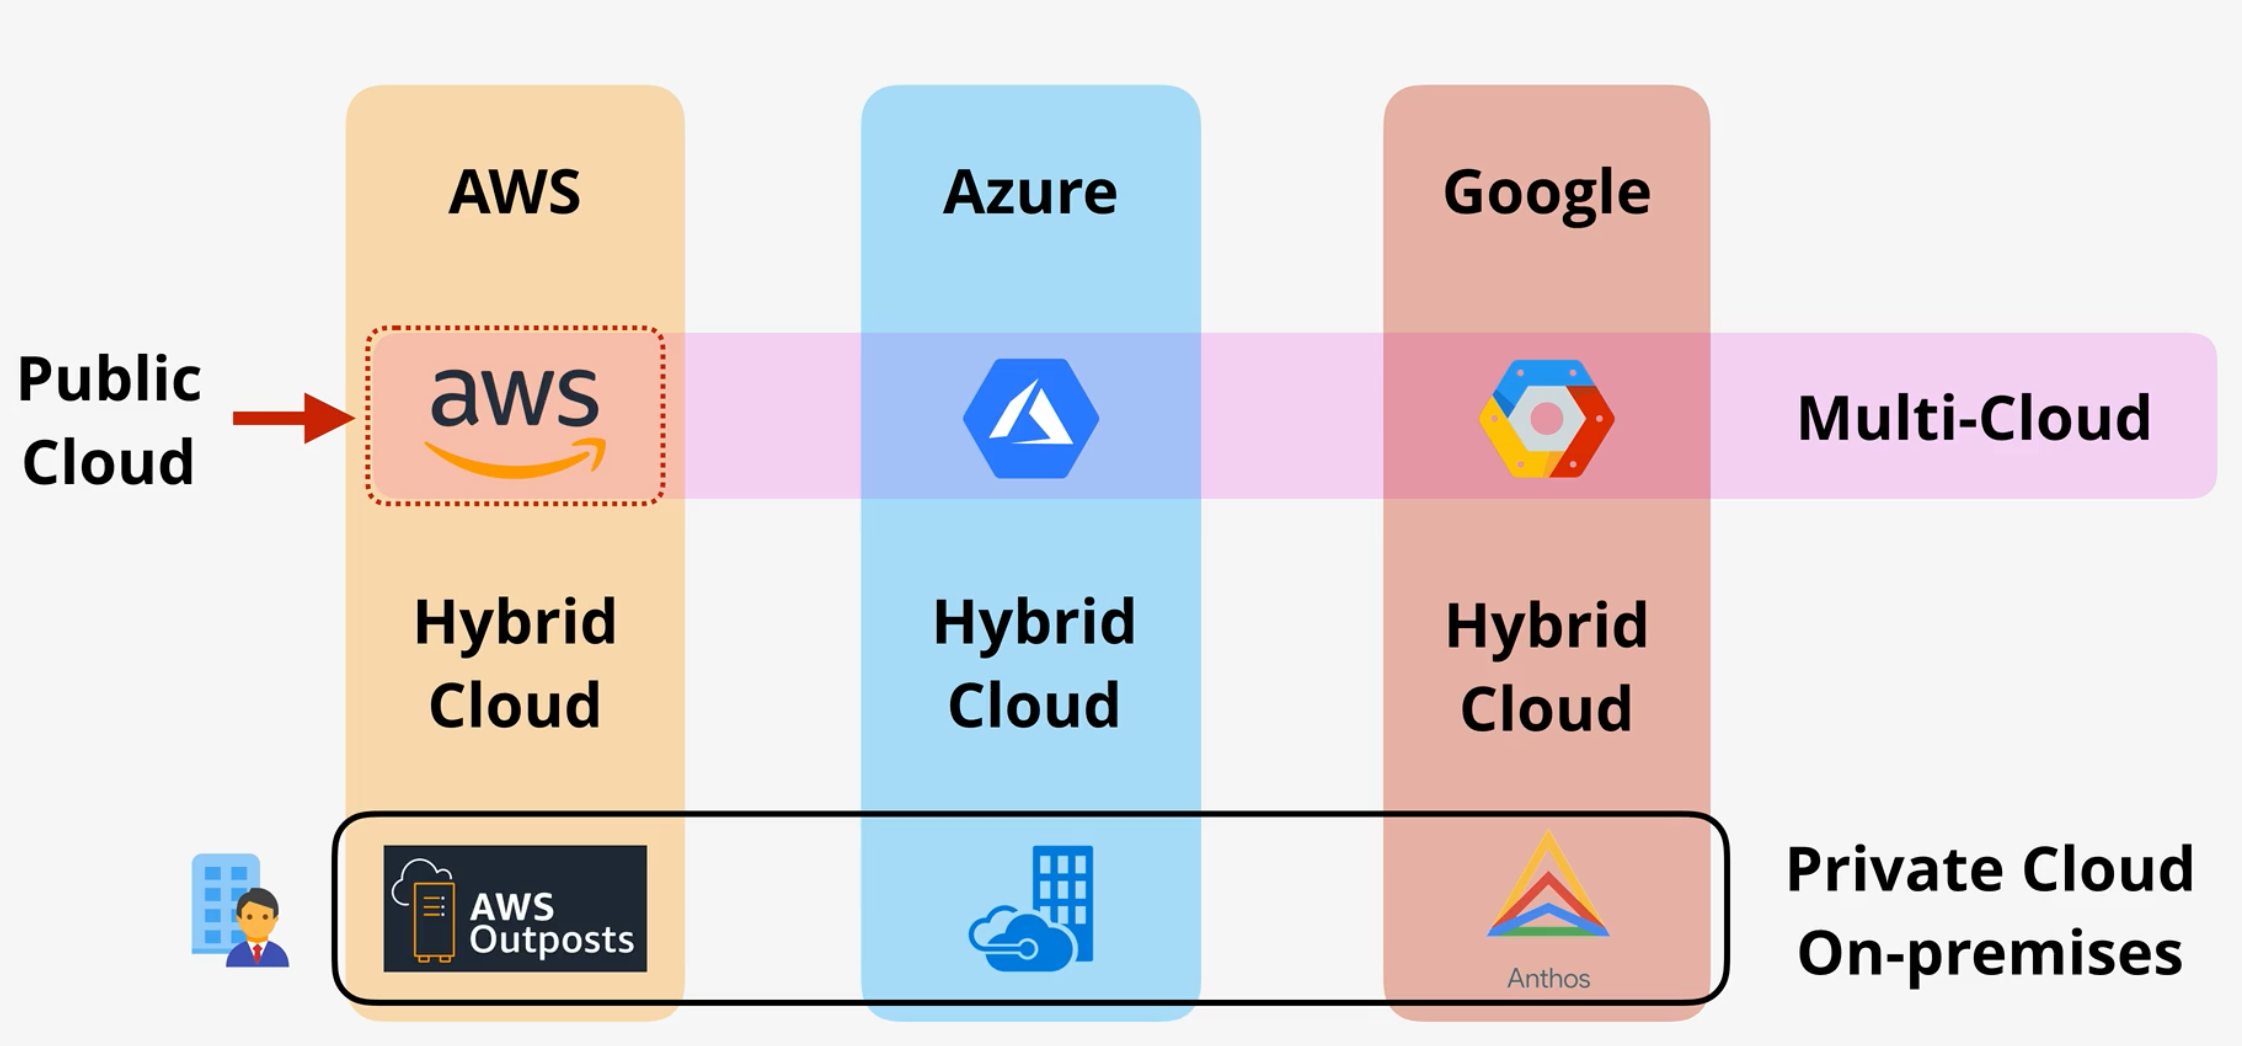 AWS
Azure
Google
Public
Cloud
aws
Multi-Cloud
Hybrid
Cloud
Hybrid
Cloud
Hybrid
Cloud
AWS
Outposts
Anthos
Private Cloud
On-premises